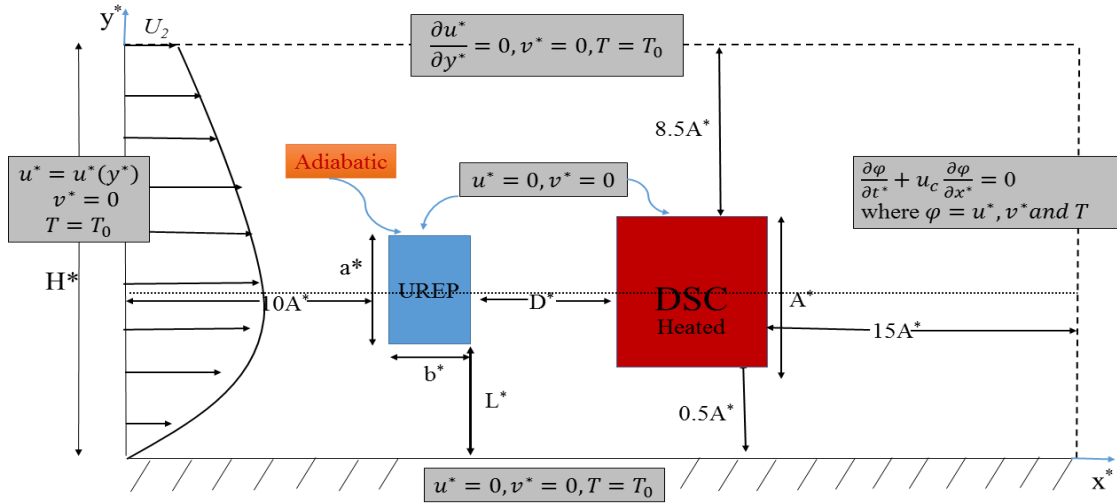 y*
U₂
∂u*/∂y* = 0, v* = 0, T = T₀
8.5A*
u* = u*(y*)
v* = 0
T = T₀
Adiabatic
u* = 0, v* = 0
∂φ/∂t* + u_c ∂φ/∂x* = 0
where φ = u*, v* and T
H*
a*
UREP
10A*
D*
DSC
Heated
A*
15A*
b*
L*
0.5A*
u* = 0, v* = 0, T = T₀
x*